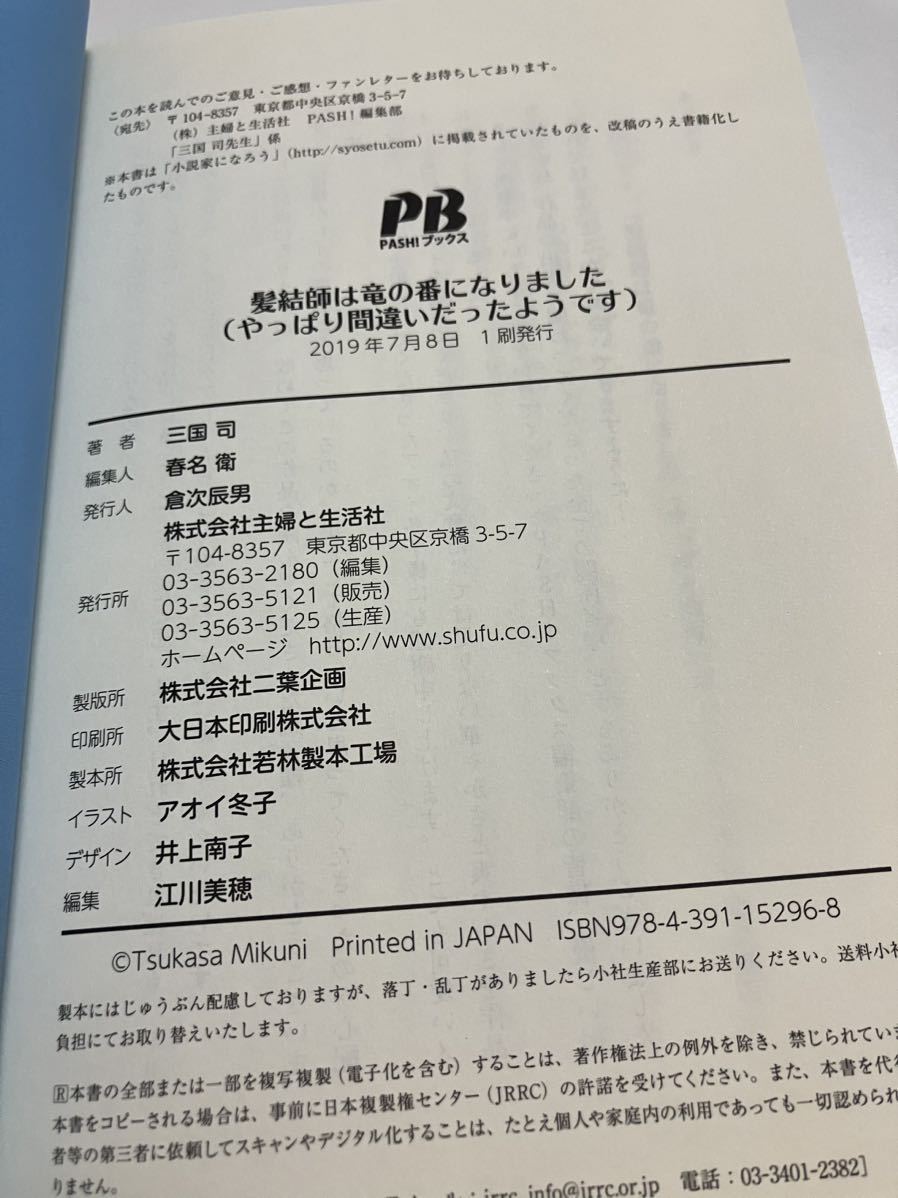 この本を読んでのご意見・ご感想・ファンレターをお待ちしております。
〈宛先〉 〒104-8357 東京都中央区京橋3-5-7
(株)主婦と生活社 PASH!編集部
「三国 司先生」係
※本書は「小説家になろう」(http://syosetu.com)に掲載されていたものを、改稿のうえ書籍化し
たものです。
PB
PASH!ブックス
髪結師は竜の番になりました
(やっぱり間違いだったようです)
2019年7月8日 1刷発行
著者 三国 司
編集人 春名 衛
発行人 倉次辰男
発行所 株式会社主婦と生活社
〒104-8357 東京都中央区京橋3-5-7
03-3563-2180(編集)
03-3563-5121(販売)
03-3563-5125(生産)
ホームページ http://www.shufu.co.jp
製版所 株式会社二葉企画
印刷所 大日本印刷株式会社
製本所 株式会社若林製本工場
イラスト アオイ冬子
デザイン 井上南子
編集 江川美穂
©Tsukasa Mikuni Printed in JAPAN ISBN978-4-391-15296-8
製本にはじゅうぶん配慮しておりますが、落丁・乱丁がありましたら小社生産部にお送りください。送料小社
負担にてお取り替えいたします。
Ⓡ本書の全部または一部を複写複製(電子化を含む)することは、著作権法上の例外を除き、禁じられていま
本書をコピーされる場合は、事前に日本複製権センター(JRRC)の許諾を受けてください。また、本書を代行
者等の第三者に依頼してスキャンやデジタル化することは、たとえ個人や家庭内の利用であっても一切認められ
りません。
jrrc_info@jrrc.or.jp 電話:03-3401-2382]